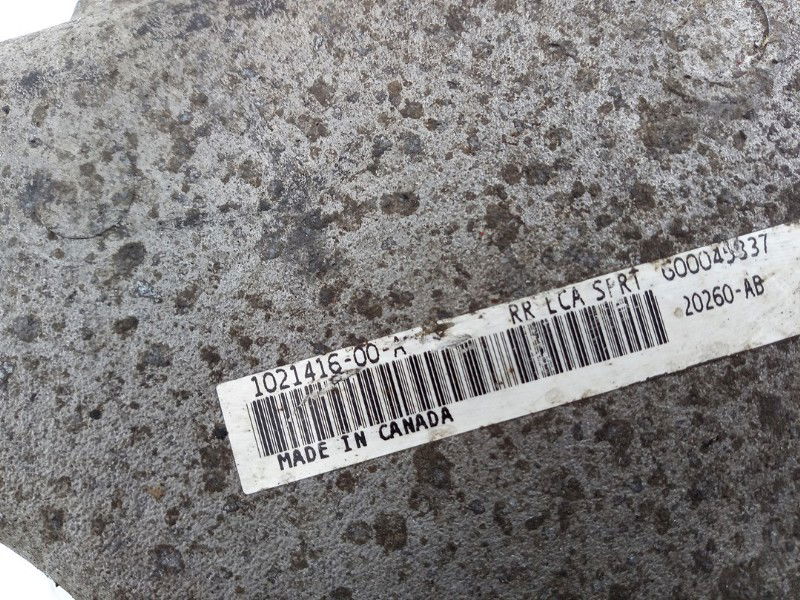 1021416-00-A RR LCA SPRT G00049337
20260-AB
MADE IN CANADA